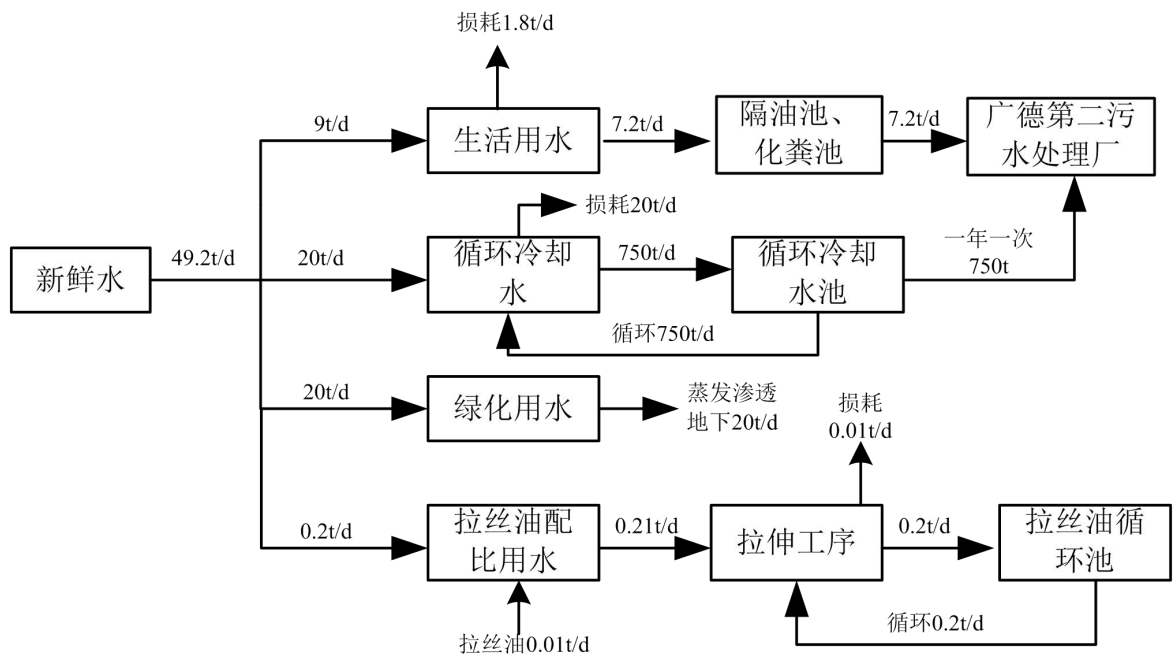 损耗1.8t/d
9t/d
生活用水
7.2t/d
隔油池、
化粪池
7.2t/d
广德第二污
水处理厂
损耗20t/d
新鲜水
49.2t/d
20t/d
循环冷却
水
750t/d
循环冷却
水池
一年一次
750t
循环750t/d
20t/d
绿化用水
蒸发渗透
地下20t/d
损耗
0.01t/d
0.2t/d
拉丝油配
比用水
0.21t/d
拉伸工序
0.2t/d
拉丝油循
环池
拉丝油0.01t/d
循环0.2t/d